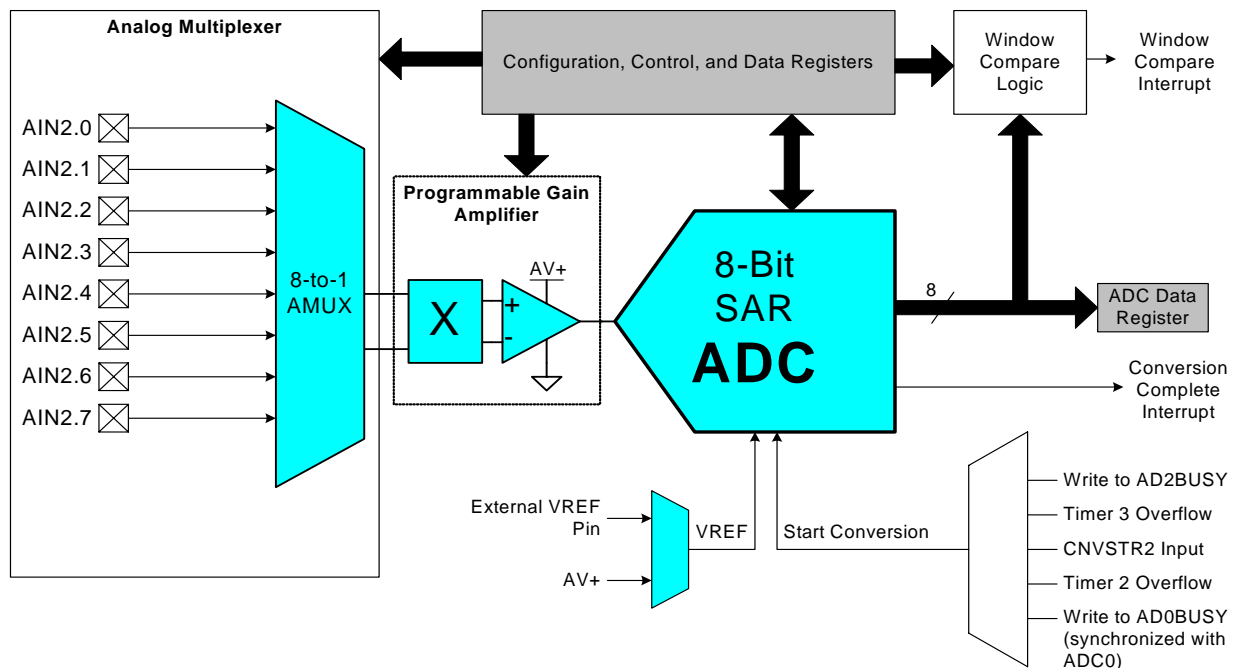 Analog Multiplexer
AIN2.0
AIN2.1
AIN2.2
AIN2.3
AIN2.4
AIN2.5
AIN2.6
AIN2.7
8-to-1
AMUX
Configuration, Control, and Data Registers
Window
Compare
Logic
Window
Compare
Interrupt
Programmable Gain
Amplifier
X
+
-
AV+
8-Bit
SAR
ADC
8
ADC Data
Register
Conversion
Complete
Interrupt
External VREF
Pin
AV+
VREF
Start Conversion
Write to AD2BUSY
Timer 3 Overflow
CNVSTR2 Input
Timer 2 Overflow
Write to AD0BUSY
(synchronized with
ADC0)